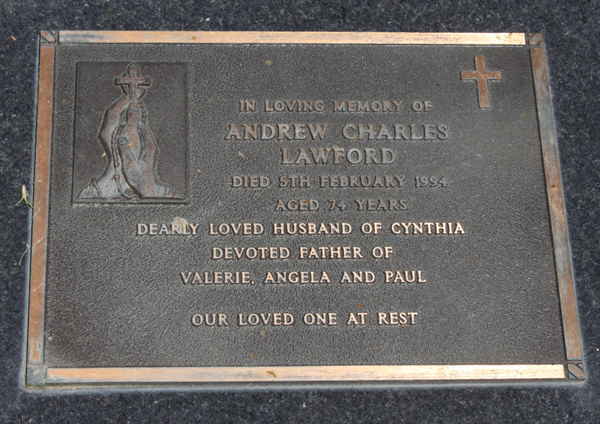 IN LOVING MEMORY OF
ANDREW CHARLES
LAWFORD
DIED 5TH FEBRUARY 1994
AGED 74 YEARS
DEARLY LOVED HUSBAND OF CYNTHIA
DEVOTED FATHER OF
VALERIE, ANGELA AND PAUL
OUR LOVED ONE AT REST